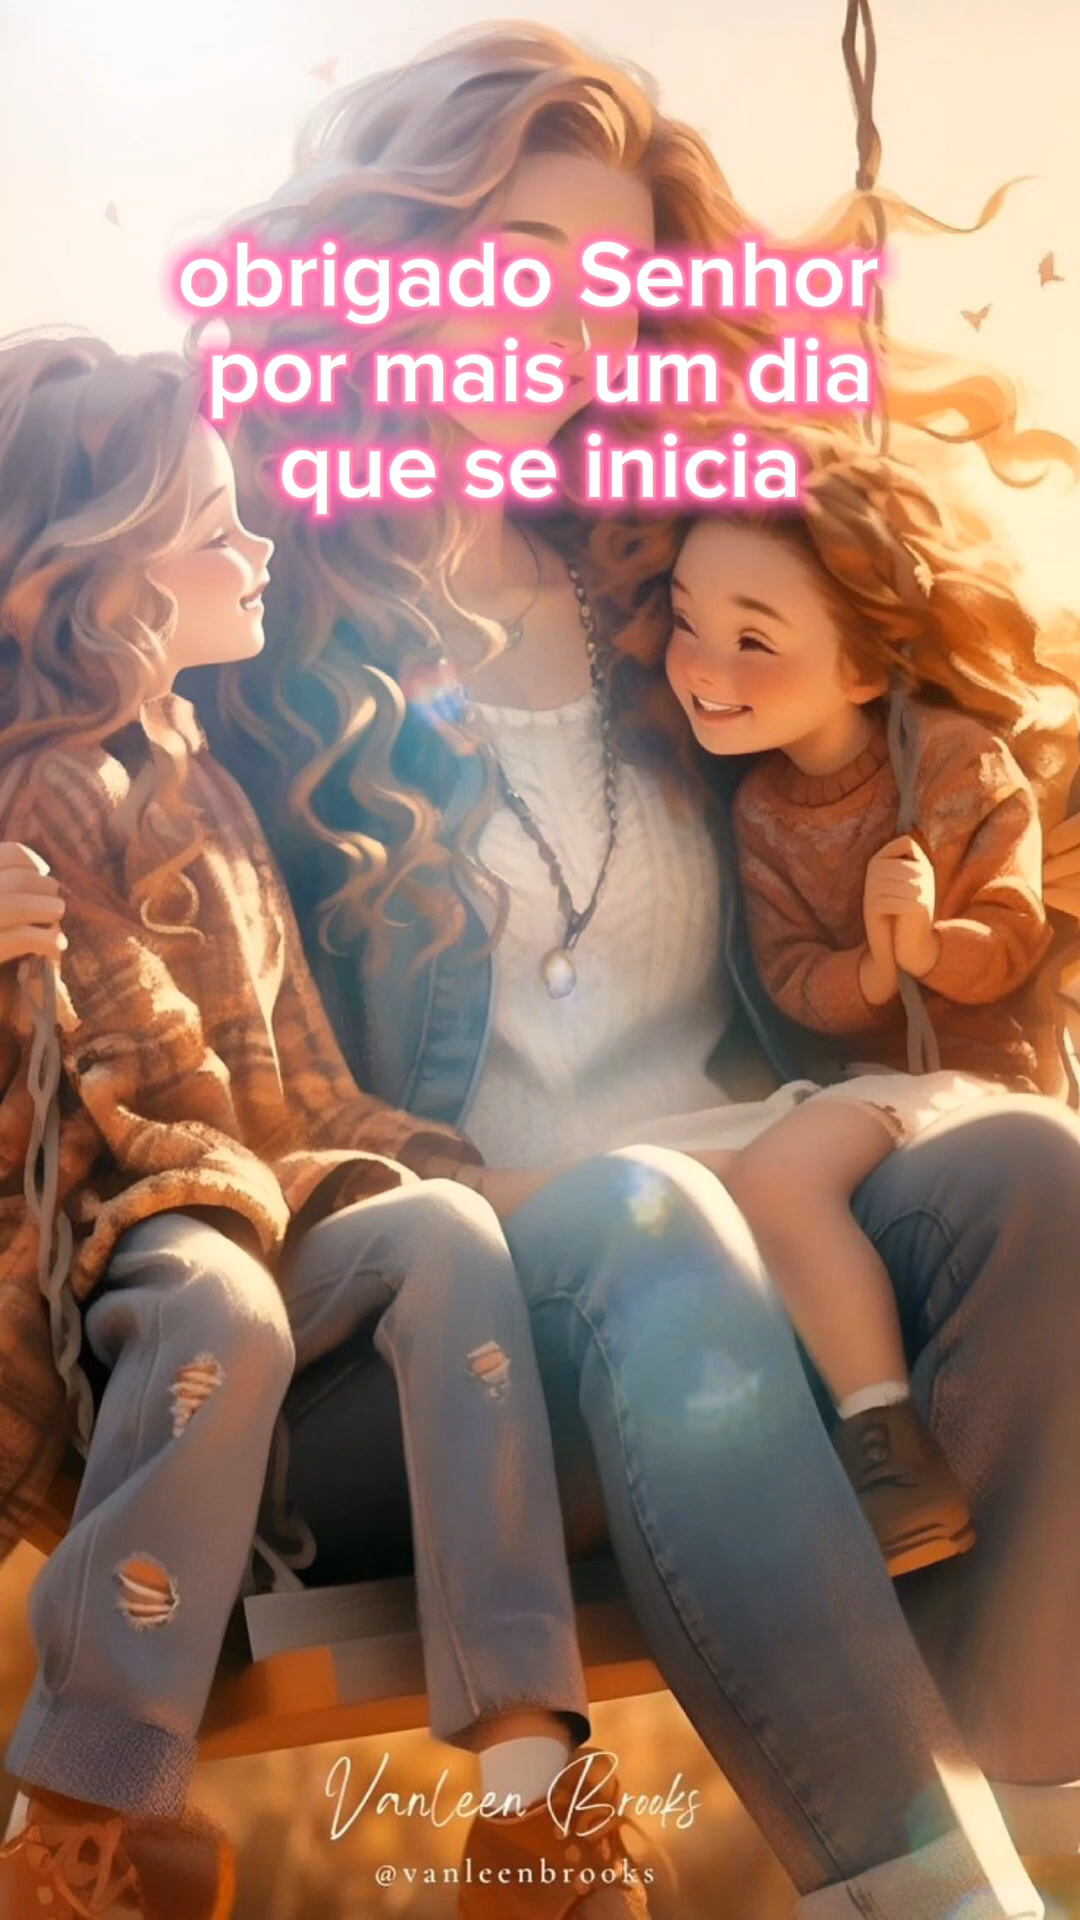 obrigado Senhor
por mais um dia
que se inicia
Vanleen Brooks
@vanleenbrooks